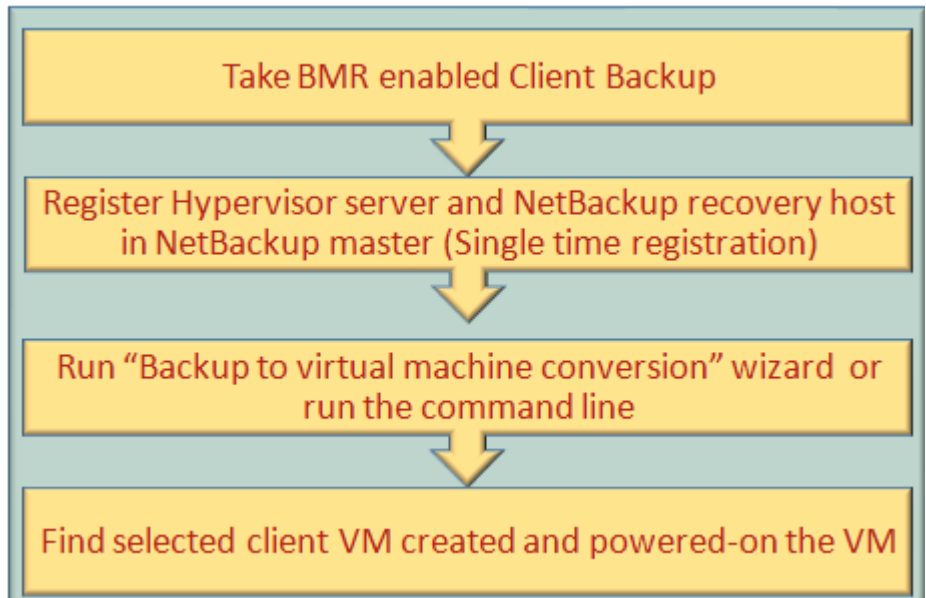 Take BMR enabled Client Backup
Register Hypervisor server and NetBackup recovery host
in NetBackup master (Single time registration)
Run “Backup to virtual machine conversion” wizard or
run the command line
Find selected client VM created and powered-on the VM